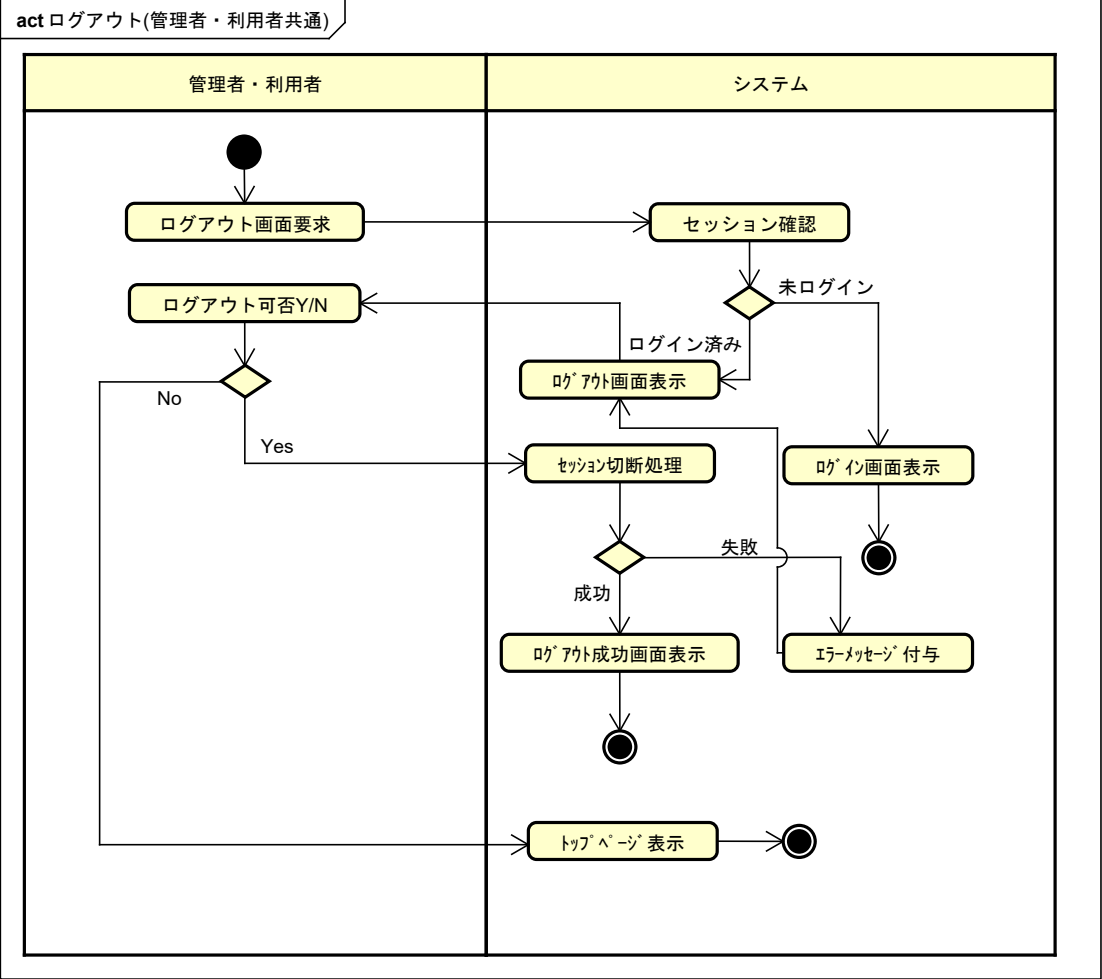 act ログアウト(管理者・利用者共通)
管理者・利用者
システム
ログアウト画面要求
セッション確認
未ログイン
ログアウト可否Y/N
ログイン済み
ﾛｸﾞｱｳﾄ画面表示
No
Yes
ｾｯｼｮﾝ切断処理
ﾛｸﾞｲﾝ画面表示
失敗
成功
ﾛｸﾞｱｳﾄ成功画面表示
ｴﾗｰﾒｯｾｰｼﾞ付与
ﾄｯﾌﾟﾍﾟｰｼﾞ表示